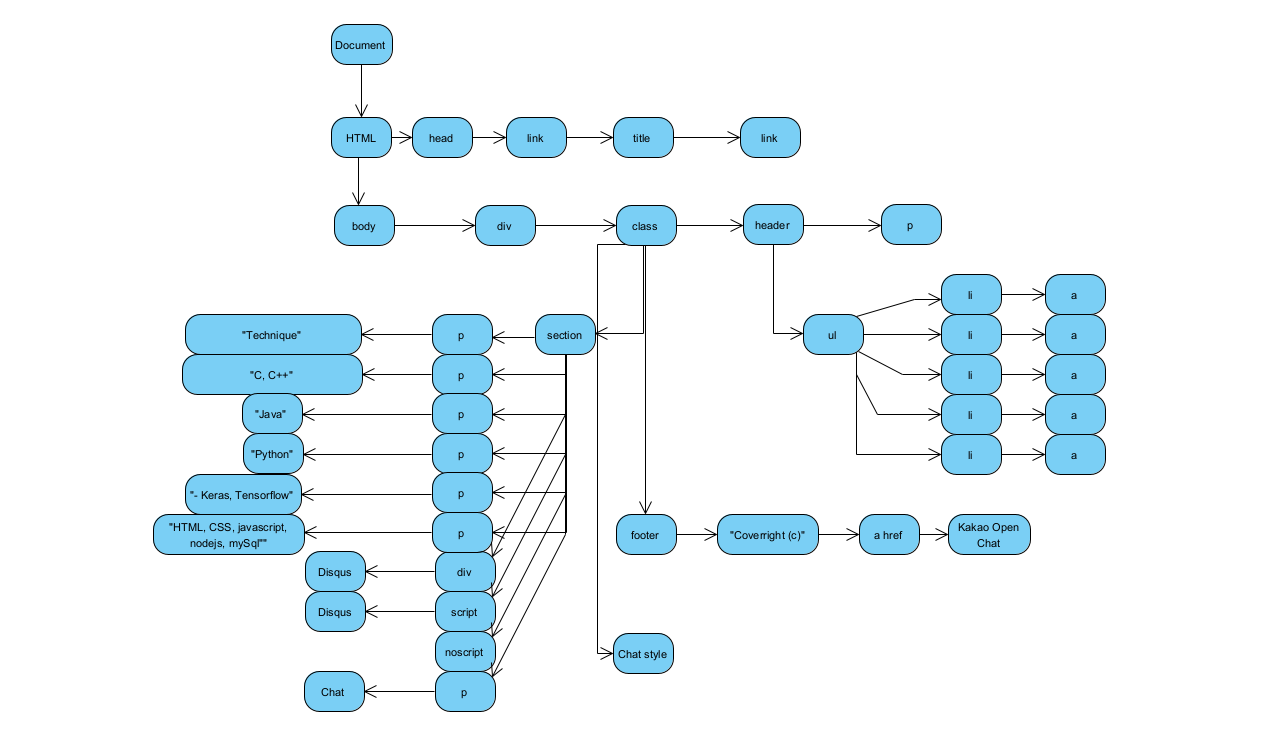 Document
HTML
head
link
title
link
body
div
class
header
p
li
a
"Technique"
p
section
ul
li
a
"C, C++"
p
li
a
"Java"
p
li
a
"Python"
p
li
a
"- Keras, Tensorflow"
p
"HTML, CSS, javascript,
nodejs, mySql""
p
footer
"Coverright (c)"
a href
Kakao Open
Chat
Disqus
div
Disqus
script
noscript
Chat style
Chat
p